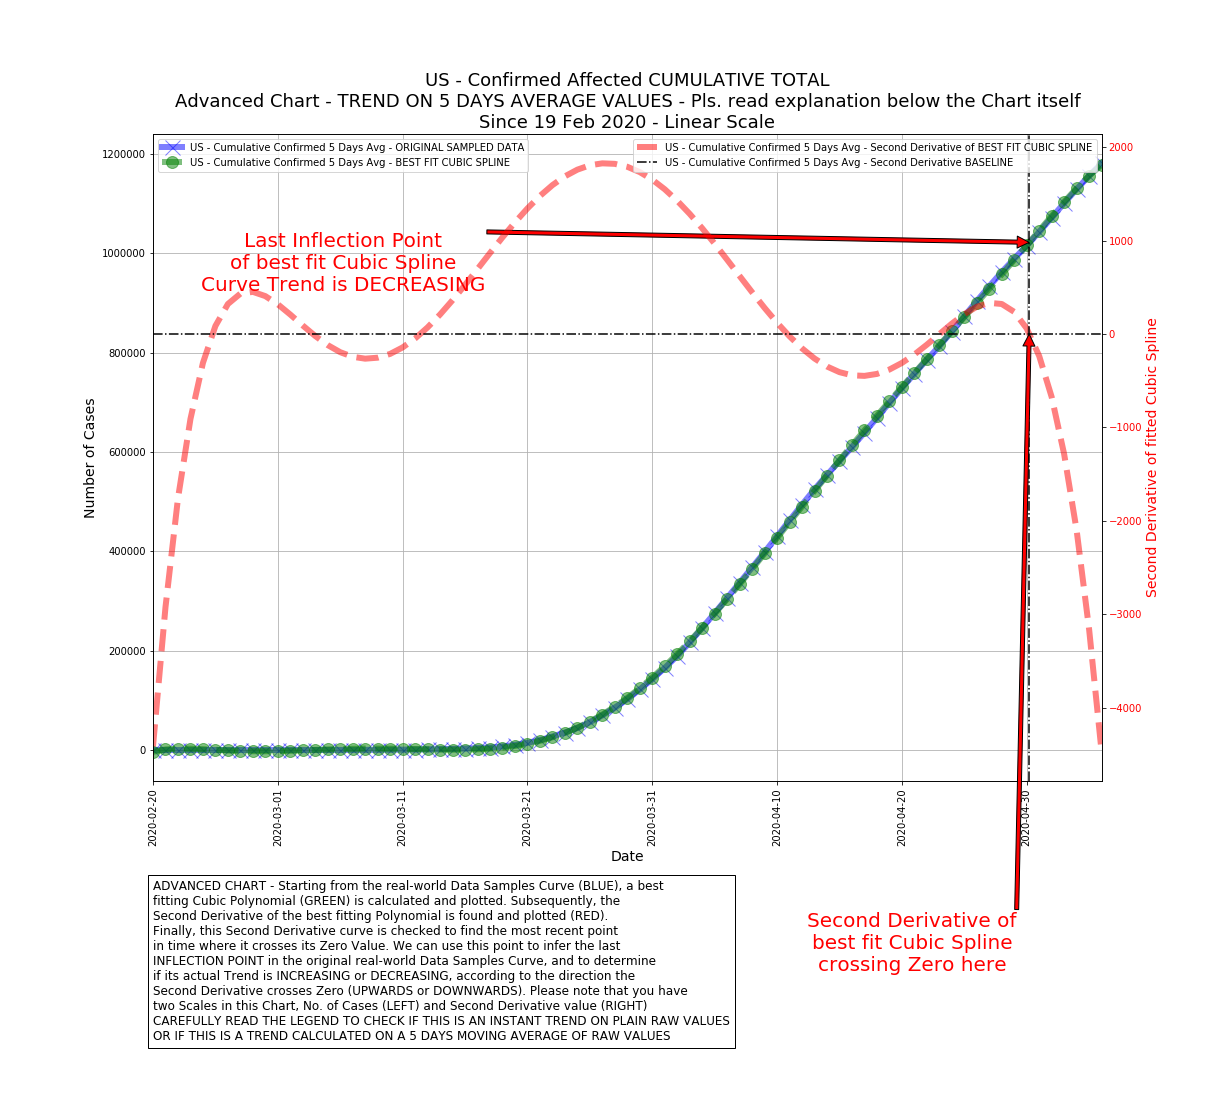 US - Confirmed Affected CUMULATIVE TOTAL
Advanced Chart - TREND ON 5 DAYS AVERAGE VALUES - Pls. read explanation below the Chart itself
Since 19 Feb 2020 - Linear Scale
US - Cumulative Confirmed 5 Days Avg - ORIGINAL SAMPLED DATA
US - Cumulative Confirmed 5 Days Avg - BEST FIT CUBIC SPLINE
US - Cumulative Confirmed 5 Days Avg - Second Derivative of BEST FIT CUBIC SPLINE
US - Cumulative Confirmed 5 Days Avg - Second Derivative BASELINE
Last Inflection Point
of best fit Cubic Spline
Curve Trend is DECREASING
Number of Cases
1200000
1000000
800000
600000
400000
200000
0
2000
1000
0
−1000
−2000
−3000
−4000
Second Derivative of fitted Cubic Spline
2020-02-20
2020-03-01
2020-03-11
2020-03-21
2020-03-31
2020-04-10
2020-04-20
2020-04-30
Date
ADVANCED CHART - Starting from the real-world Data Samples Curve (BLUE), a best
fitting Cubic Polynomial (GREEN) is calculated and plotted. Subsequently, the
Second Derivative of the best fitting Polynomial is found and plotted (RED).
Finally, this Second Derivative curve is checked to find the most recent point
in time where it crosses its Zero Value. We can use this point to infer the last
INFLECTION POINT in the original real-world Data Samples Curve, and to determine
if its actual Trend is INCREASING or DECREASING, according to the direction the
Second Derivative crosses Zero (UPWARDS or DOWNWARDS). Please note that you have
two Scales in this Chart, No. of Cases (LEFT) and Second Derivative value (RIGHT)
CAREFULLY READ THE LEGEND TO CHECK IF THIS IS AN INSTANT TREND ON PLAIN RAW VALUES
OR IF THIS IS A TREND CALCULATED ON A 5 DAYS MOVING AVERAGE OF RAW VALUES
Second Derivative of
best fit Cubic Spline
crossing Zero here